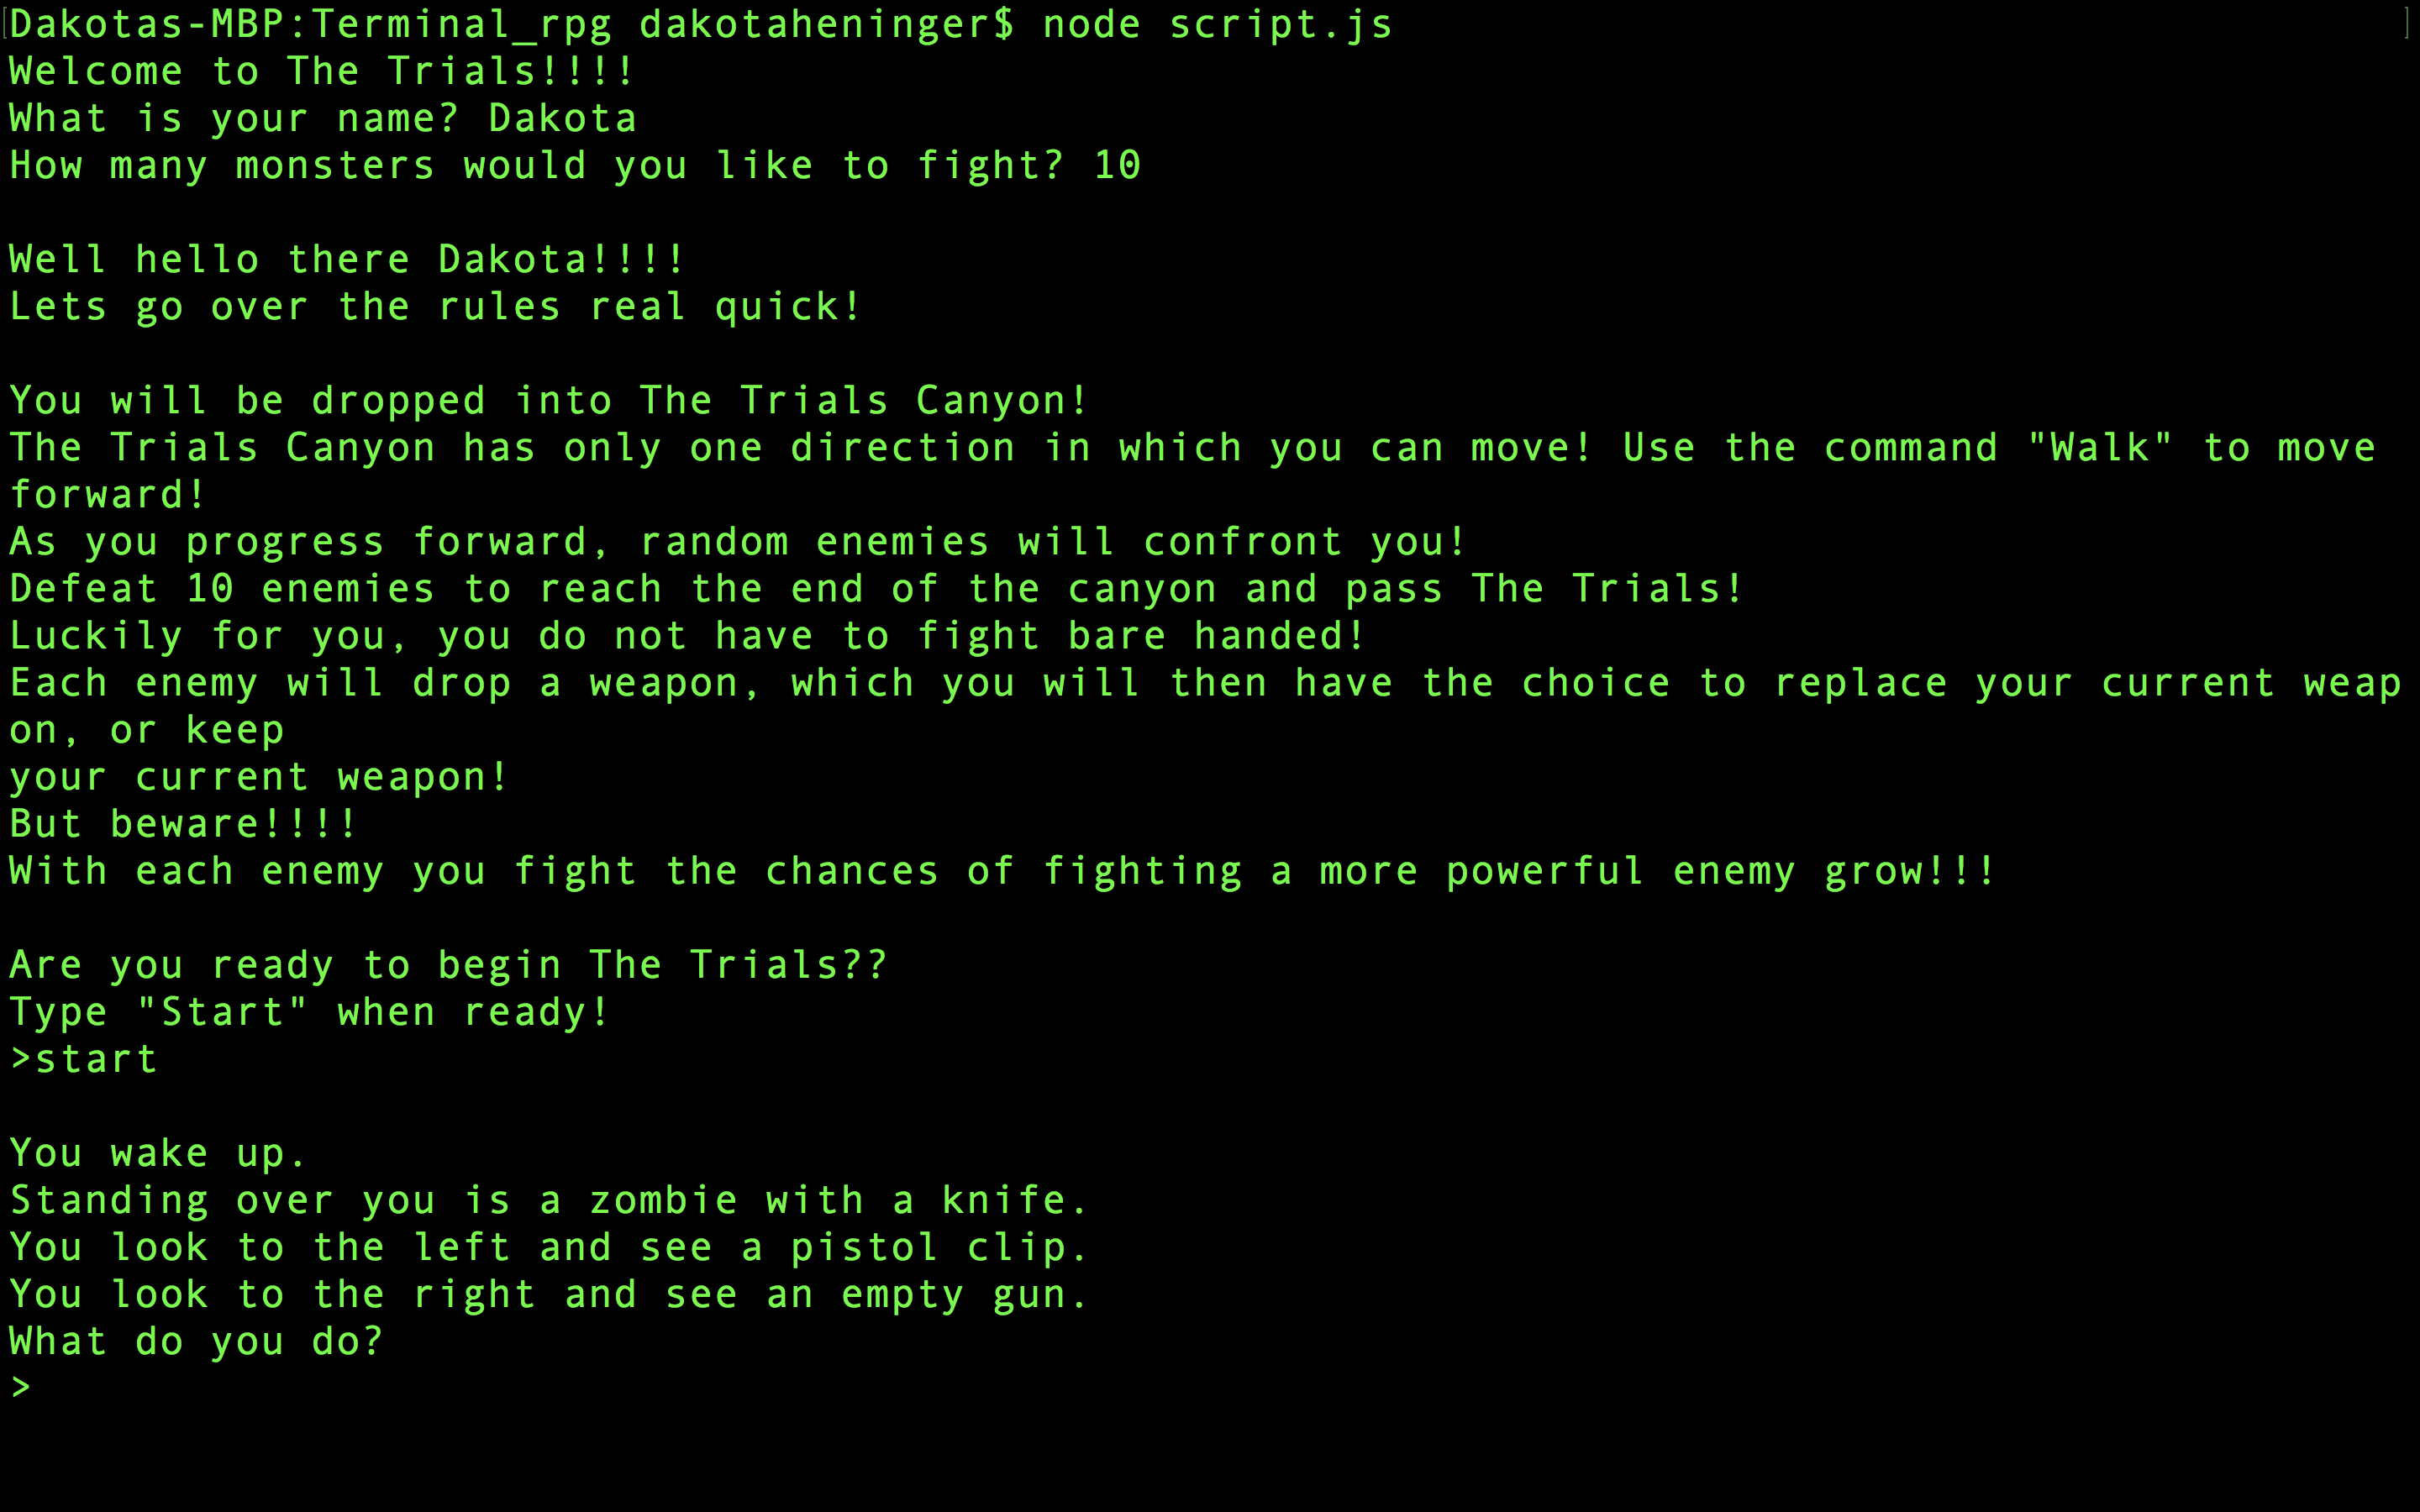 [Dakotas-MBP:Terminal_rpg dakotaheninger$ node script.js ]
Welcome to The Trials!!!!
What is your name? Dakota
How many monsters would you like to fight? 10
Well hello there Dakota!!!!
Lets go over the rules real quick!
You will be dropped into The Trials Canyon!
The Trials Canyon has only one direction in which you can move! Use the command "Walk" to move
forward!
As you progress forward, random enemies will confront you!
Defeat 10 enemies to reach the end of the canyon and pass The Trials!
Luckily for you, you do not have to fight bare handed!
Each enemy will drop a weapon, which you will then have the choice to replace your current weap
on, or keep
your current weapon!
But beware!!!!
With each enemy you fight the chances of fighting a more powerful enemy grow!!!
Are you ready to begin The Trials??
Type "Start" when ready!
>start
You wake up.
Standing over you is a zombie with a knife.
You look to the left and see a pistol clip.
You look to the right and see an empty gun.
What do you do?
>